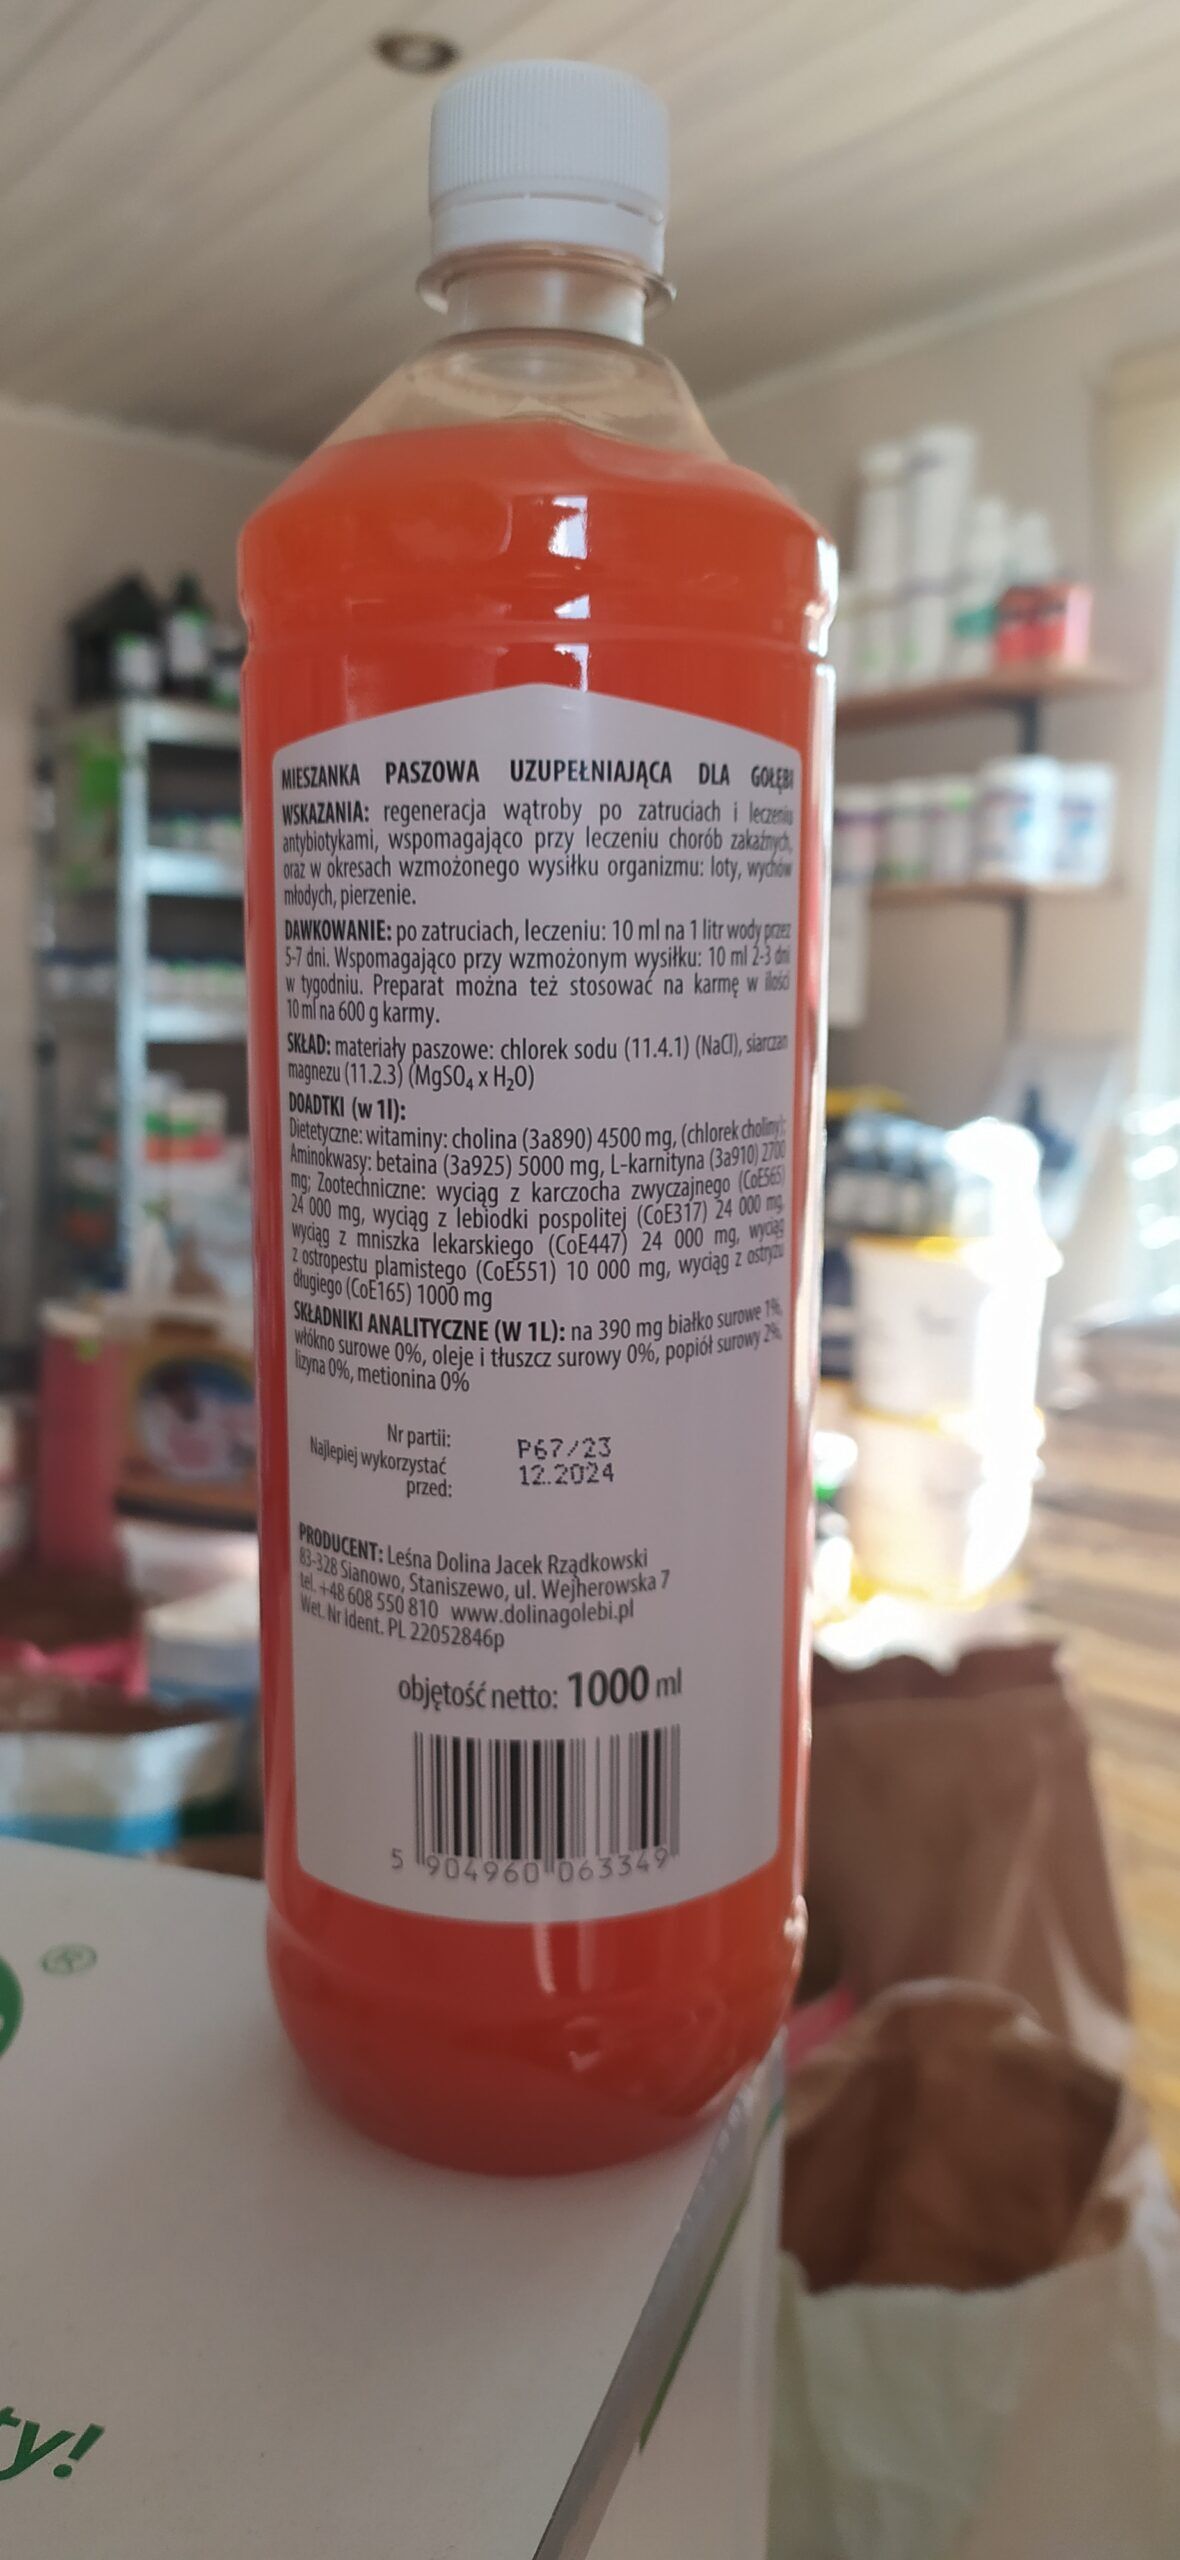 MIESZANKA PASZOWA UZUPEŁNIAJĄCA DLA GOŁĘBI
WSKAZANIA: regeneracja wątroby po zatruciach i leczeniu
antybiotykami, wspomagająco przy leczeniu chorób zakaźnych,
oraz w okresach wzmożonego wysiłku organizmu: loty, wychów
młodych, pierzenie.
DAWKOWANIE: po zatruciach, leczeniu: 10 ml na 1 litr wody przez
5-7 dni. Wspomagająco przy wzmożonym wysiłku: 10 ml 2-3 dni
w tygodniu. Preparat można też stosować na karmę w ilości
10 ml na 600 g karmy.
SKŁAD: materiały paszowe: chlorek sodu (11.4.1) (NaCl), siarczan
magnezu (11.2.3) (MgSO₄ x H₂O)
DOADTKI (w 1l):
Dietetyczne: witaminy: cholina (3a890) 4500 mg, (chlorek choliny);
Aminokwasy: betaina (3a925) 5000 mg, L-karnityna (3a910) 2700
mg; Zootechniczne: wyciąg z karczocha zwyczajnego (CoE565)
24 000 mg, wyciąg z lebiodki pospolitej (CoE317) 24 000 mg,
wyciąg z mniszka lekarskiego (CoE447) 24 000 mg, wyciąg
z ostropestu plamistego (CoE551) 10 000 mg, wyciąg z ostryżu
długiego (CoE165) 1000 mg
SKŁADNIKI ANALITYCZNE (W 1L): na 390 mg białko surowe 1%,
włókno surowe 0%, oleje i tłuszcz surowy 0%, popiół surowy 2%,
lizyna 0%, metionina 0%
Nr partii: P67/23
Najlepiej wykorzystać 12.2024
przed:
PRODUCENT: Leśna Dolina Jacek Rządkowski
83-328 Sianowo, Staniszewo, ul. Wejherowska 7
tel. +48 608 550 810 www.dolinagolebi.pl
Wet. Nr ident. PL 22052846p
objętość netto: 1000 ml
5 904960 063349
®
ty!